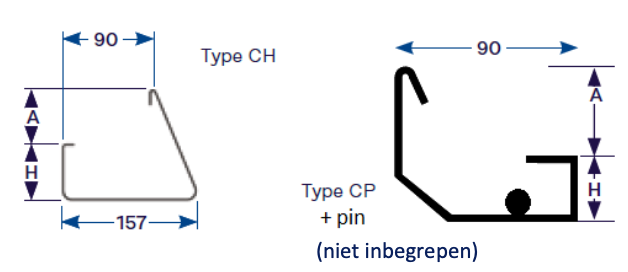 90
Type CH
A
H
157
90
A
H
Type CP
+ pin
(niet inbegrepen)